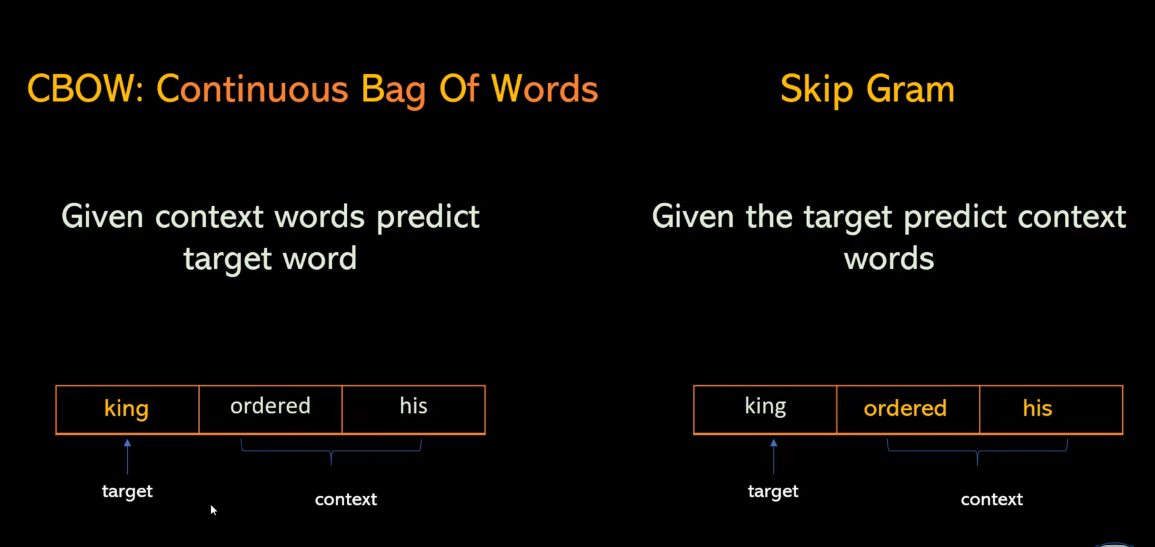 CBOW: Continuous Bag Of Words
Skip Gram
Given context words predict
target word
Given the target predict context
words
king ordered his
target
context
king ordered his
target
context